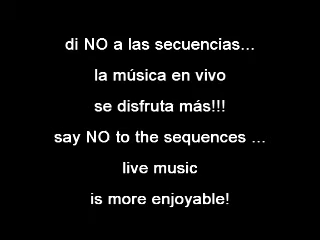 di NO a las secuencias...
la música en vivo
se disfruta más!!!
say NO to the sequences ...
live music
is more enjoyable!